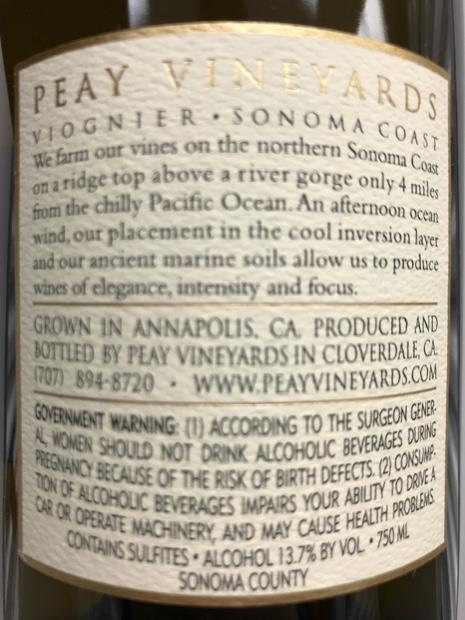 PEAY VINEYARDS
VIOGNIER • SONOMA COAST
We farm our vines on the northern Sonoma Coast
on a ridge top above a river gorge only 4 miles
from the chilly Pacific Ocean. An afternoon ocean
wind, our placement in the cool inversion layer
and our ancient marine soils allow us to produce
wines of elegance, intensity and focus.
GROWN IN ANNAPOLIS, CA. PRODUCED AND
BOTTLED BY PEAY VINEYARDS IN CLOVERDALE, CA.
(707) 894-8720 • WWW.PEAYVINEYARDS.COM
GOVERNMENT WARNING: (1) ACCORDING TO THE SURGEON GENER-
AL, WOMEN SHOULD NOT DRINK ALCOHOLIC BEVERAGES DURING
PREGNANCY BECAUSE OF THE RISK OF BIRTH DEFECTS. (2) CONSUMP-
TION OF ALCOHOLIC BEVERAGES IMPAIRS YOUR ABILITY TO DRIVE A
CAR OR OPERATE MACHINERY, AND MAY CAUSE HEALTH PROBLEMS.
CONTAINS SULFITES • ALCOHOL 13.7% BY VOL • 750 ML
SONOMA COUNTY